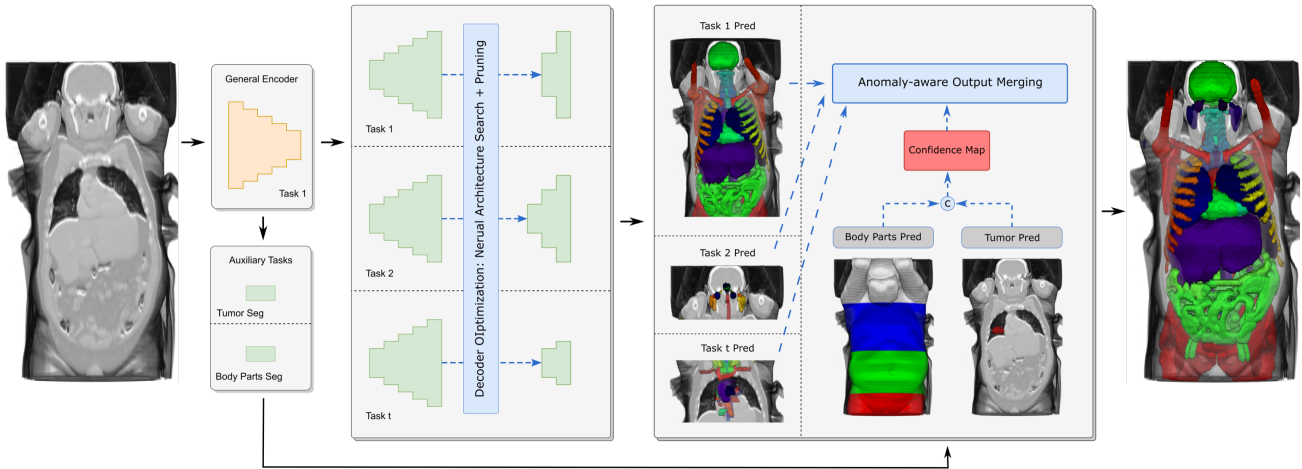 General Encoder
Task 1
Auxiliary Tasks
Tumor Seg
Body Parts Seg
Task 1
Task 2
Task t
Decoder OIptimization: Nerual Architecture Search + Pruning
Task 1 Pred
Task 2 Pred
Task t Pred
Anomaly-aware Output Merging
Confidence Map
C
Body Parts Pred
Tumor Pred